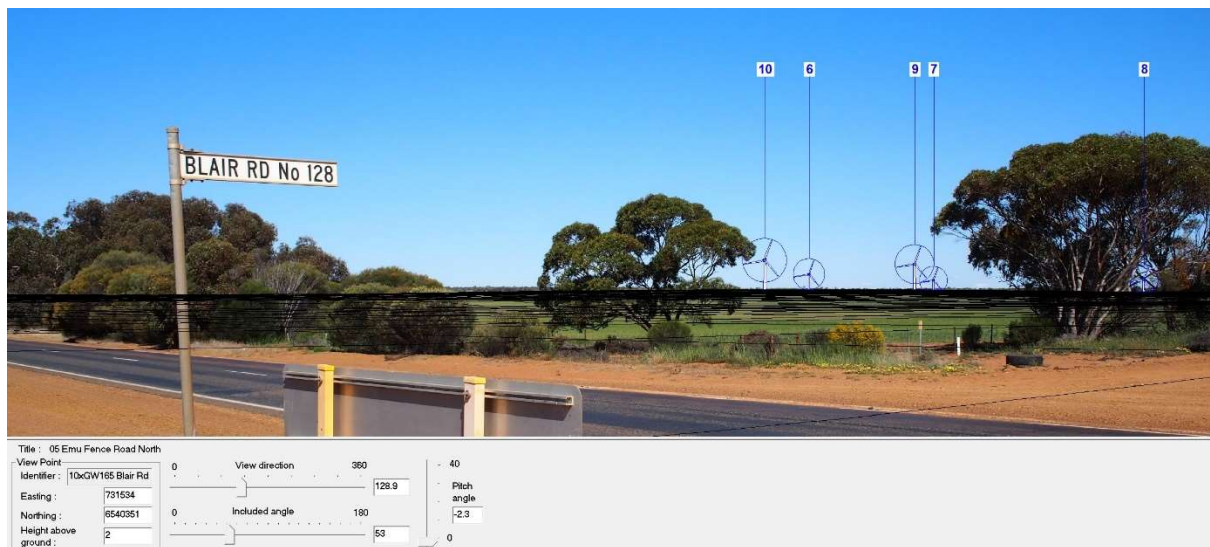 10 6 9 7 8
BLAIR RD No 128
Title : 05 Emu Fence Road North
View Point
Identifier : 10xGW165 Blair Rd
Easting : 731534
Northing : 6540351
Height above
ground : 2
0 View direction 360
128.9
0 Included angle 180
53
40
Pitch
angle
-2.3
0